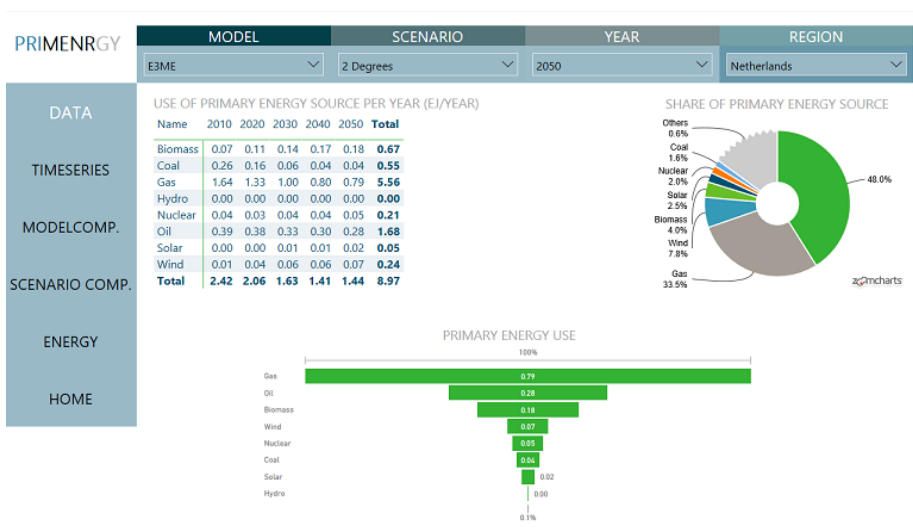 PRIMENRGY
MODEL SCENARIO YEAR REGION
E3ME 2 Degrees 2050 Netherlands
DATA
TIMESERIES
MODELCOMP.
SCENARIO COMP.
ENERGY
HOME
USE OF PRIMARY ENERGY SOURCE PER YEAR (EJ/YEAR)
Name 2010 2020 2030 2040 2050 Total
Biomass 0.07 0.11 0.14 0.17 0.18 0.67
Coal 0.26 0.16 0.06 0.04 0.04 0.55
Gas 1.64 1.33 1.00 0.80 0.79 5.56
Hydro 0.00 0.00 0.00 0.00 0.00 0.00
Nuclear 0.04 0.03 0.04 0.04 0.05 0.21
Oil 0.39 0.38 0.33 0.30 0.28 1.68
Solar 0.00 0.00 0.01 0.01 0.02 0.05
Wind 0.01 0.04 0.06 0.06 0.07 0.24
Total 2.42 2.06 1.63 1.41 1.44 8.97
SHARE OF PRIMARY ENERGY SOURCE
Others
0.6%
Coal
1.6%
Nuclear
2.0%
Solar
2.5%
Biomass
4.0%
Wind
7.8%
Gas
33.5%
48.0%
zoomcharts
PRIMARY ENERGY USE
100%
Gas 0.79
Oil 0.28
Biomass 0.18
Wind 0.07
Nuclear 0.05
Coal 0.04
Solar 0.02
Hydro 0.00
0.1%